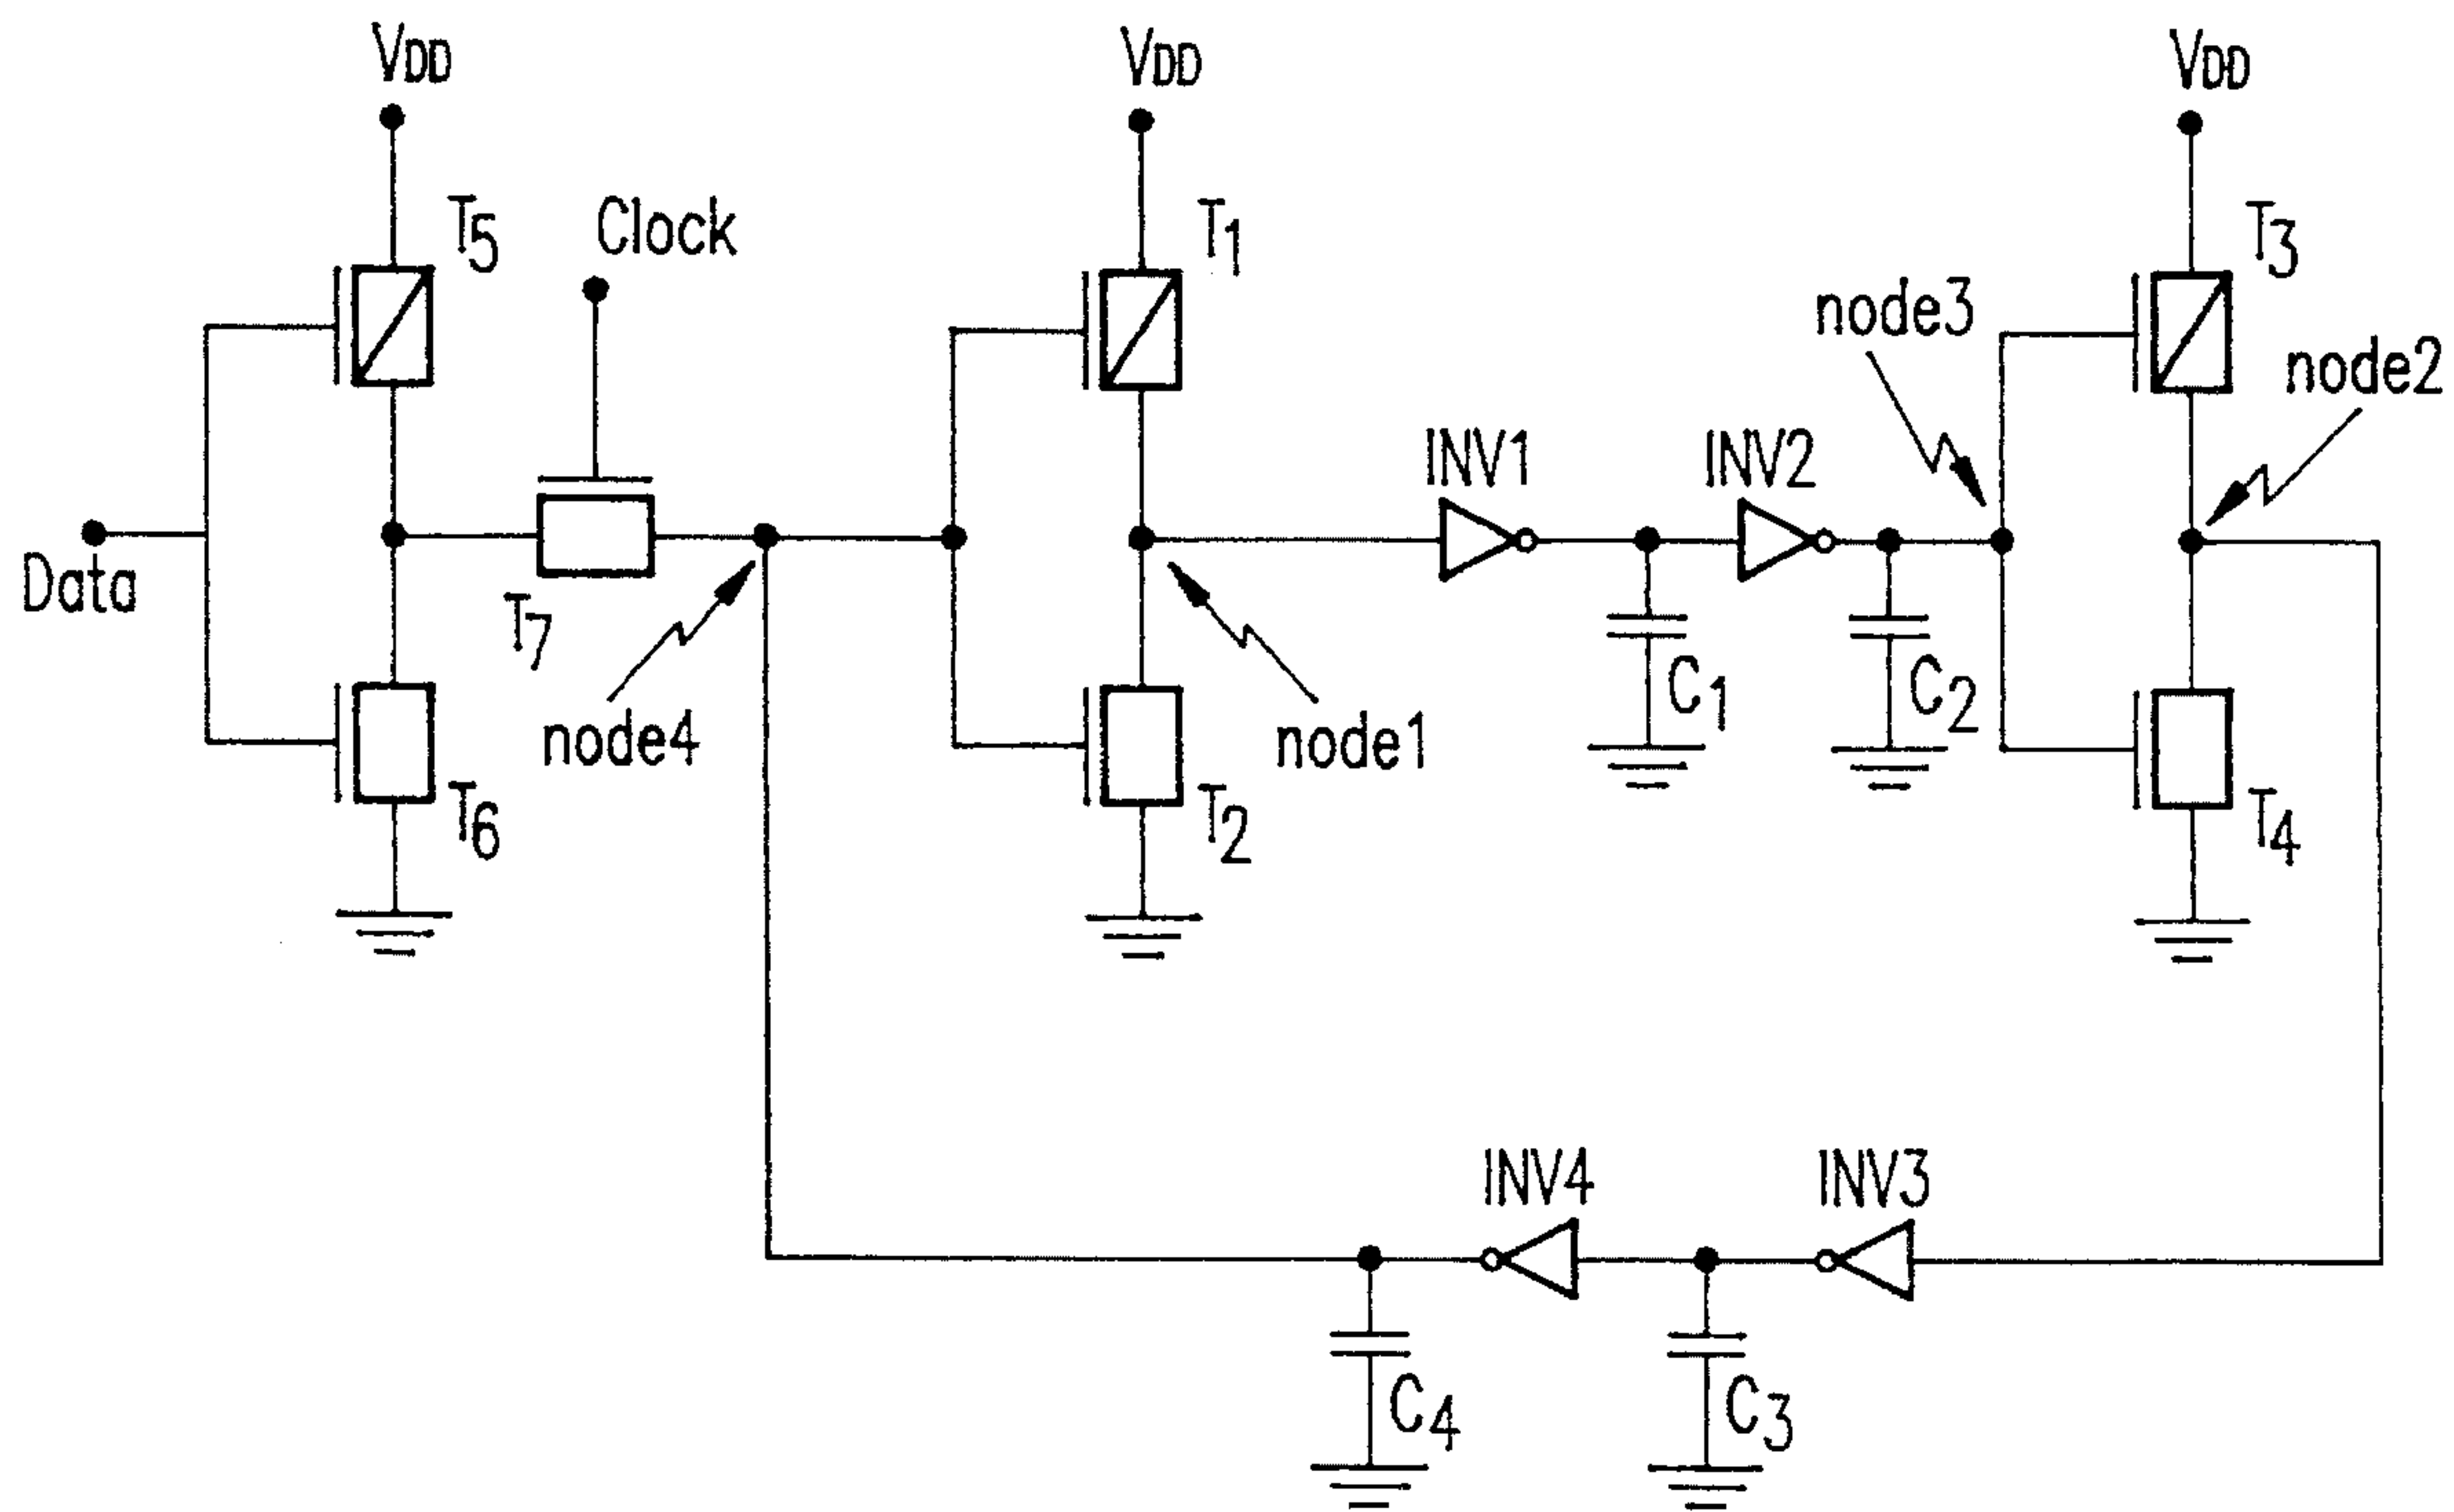 VDD
VDD
VDD
T5
Clock
T1
T3
node3
node2
INV1
INV2
Data
T7
node4
node1
C1
C2
T6
T2
T4
INV4
INV3
C4
C3